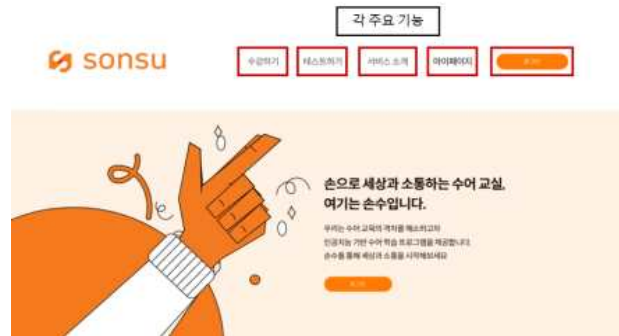 각 주요 기능
sonsu
수강하기 테스트하기 서비스 소개 마이페이지 로그인
손으로 세상과 소통하는 수어 교실,
여기는 손수입니다.
우리는 수어 교육의 격차를 해소하고자
인공지능 기반 수어 학습 프로그램을 제공합니다.
손수를 통해 세상과 소통을 시작해보세요